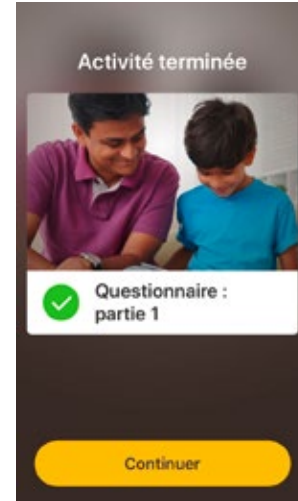 Activité terminée
Questionnaire :
partie 1
Continuer